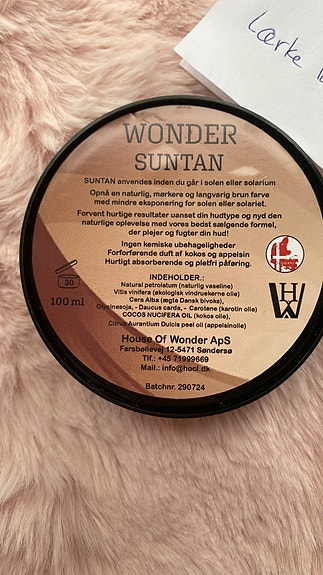 Lærke
WONDER
SUNTAN
SUNTAN anvendes inden du går i solen eller solarium
Opnå en naturlig, mørkere og langvarig brun farve
med mindre eksponering for solen eller solariet.
Forvent hurtige resultater uanset din hudtype og nyd den
naturlige oplevelse med vores bedst sælgende formel,
der plejer og fugter din hud!
Ingen kemiske ubehageligheder
Forførende duft af kokos og appelsin
Hurtigt absorberende og pletfri påføring.
INDEHOLDER.:
Natural petrolatum (naturlig vaseline)
Vitis vinifera (økologisk vindruekerne olie)
Cera Alba (ægte Dansk bivoks),
Daucus carda, - Carotene (karotin olie)
COCOS NUCIFERA OIL (kokos olie),
Citrus Aurantium Dulcis peel oil (appelsinolie)
30
100 ml
HW
House Of Wonder ApS
Farsbøllevej 12-5471 Søndersø
Tlf.: +45 71999669
Mail.: info@hocl.dk
Batchnr. 290724